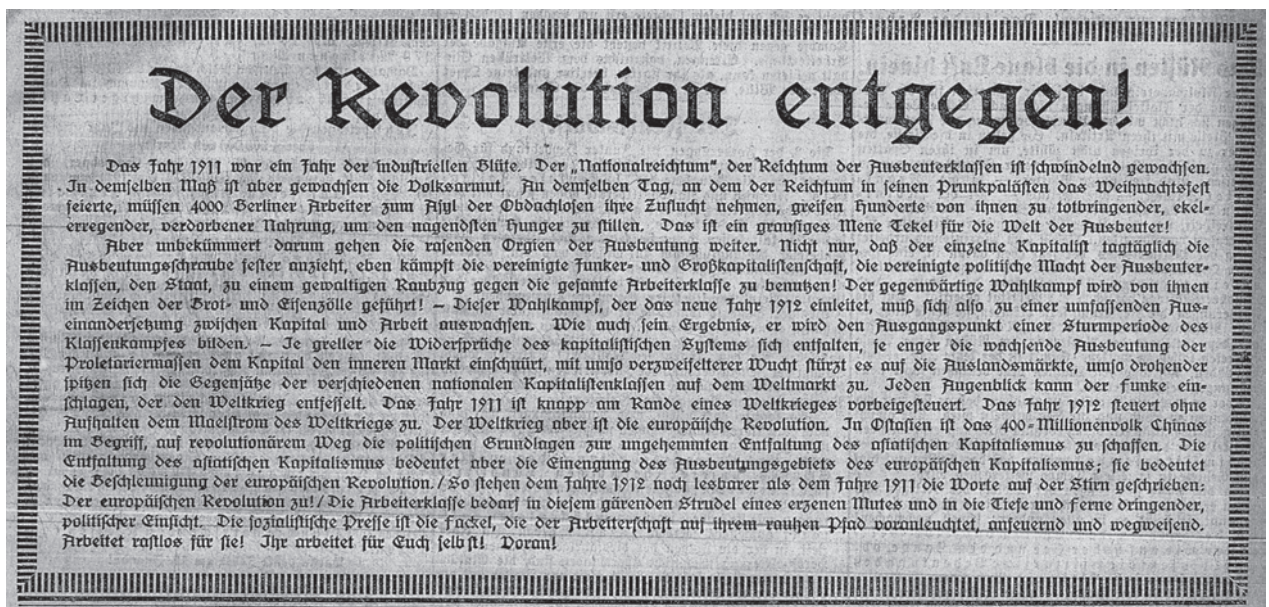 Der Revolution entgegen!
Das Jahr 1911 war ein Jahr der industriellen Blüte. Der „Nationalreichtum“, der Reichtum der Ausbeuterklassen ist schwindelnd gewachsen.
In demselben Maß ist aber gewachsen die Volksarmut. An demselben Tag, an dem der Reichtum in seinen Prunkpalästen das Weihnachtsfest
feierte, müssen 4000 Berliner Arbeiter zum Asyl der Obdachlosen ihre Zuflucht nehmen, greifen Hunderte von ihnen zu totbringender, ekel-
erregender, verdorbener Nahrung, um den nagendsten Hunger zu stillen. Das ist ein grausiges Mene Tekel für die Welt der Ausbeuter!
Aber unbekümmert darum gehen die rasenden Orgien der Ausbeutung weiter. Nicht nur, daß der einzelne Kapitalist tagtäglich die
Ausbeutungsschraube fester anzieht, eben kämpft die vereinigte Junker- und Großkapitalistenschaft, die vereinigte politische Macht der Ausbeuter-
klassen, den Staat, zu einem gewaltigen Raubzug gegen die gesamte Arbeiterklasse zu benutzen! Der gegenwärtige Wahlkampf wird von ihnen
im Zeichen der Brot- und Eisenzölle geführt! – Dieser Wahlkampf, der das neue Jahr 1912 einleitet, muß sich also zu einer umfassenden Aus-
einandersetzung zwischen Kapital und Arbeit auswachsen. Wie auch sein Ergebnis, er wird den Ausgangspunkt einer Sturmperiode des
Klassenkampfes bilden. – Je greller die Widersprüche des kapitalistischen Systems sich entfalten, je enger die wachsende Ausbeutung der
Proletariermassen dem Kapital den inneren Markt einschnürt, mit umso verzweifelterer Wucht stürzt es auf die Auslandsmärkte, umso drohender
spitzen sich die Gegensätze der verschiedenen nationalen Kapitalistenklassen auf dem Weltmarkt zu. Jeden Augenblick kann der Funke ein-
schlagen, der den Weltkrieg entfesselt. Das Jahr 1911 ist knapp am Rande eines Weltkrieges vorbeigesteuert. Das Jahr 1912 steuert ohne
Aufhalten dem Maelstrom des Weltkriegs zu. Der Weltkrieg aber ist die europäische Revolution. In Ostasien ist das 400-Millionenvolk Chinas
im Begriff, auf revolutionärem Weg die politischen Grundlagen zur ungehemmten Entfaltung des asiatischen Kapitalismus zu schaffen. Die
Entfaltung des asiatischen Kapitalismus bedeutet aber die Einengung des Ausbeutungsgebiets des europäischen Kapitalismus; sie bedeutet
die Beschleunigung der europäischen Revolution. / So stehen dem Jahre 1912 noch lesbarer als dem Jahre 1911 die Worte auf der Stirn geschrieben:
Der europäischen Revolution zu! / Die Arbeiterklasse bedarf in diesem gärenden Strudel eines erzenen Mutes und in die Tiefe und Ferne dringender,
politischer Einsicht. Die sozialistische Presse ist die Fackel, die der Arbeiterschaft auf ihrem rauhen Pfad voranleuchtet, anfeuernd und wegweisend.
Arbeitet rastlos für sie! Ihr arbeitet für Euch selbst! Voran!